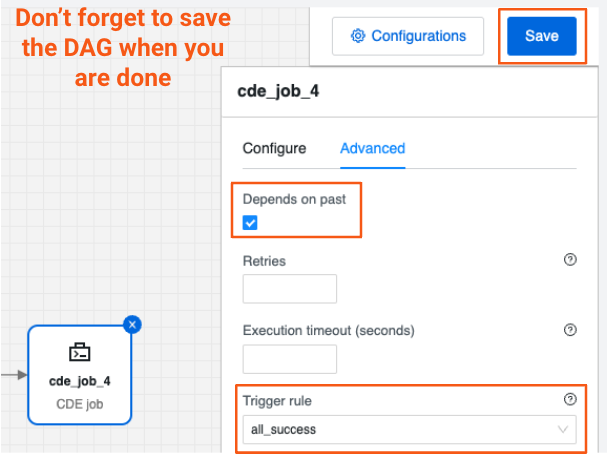 Don't forget to save
the DAG when you
are done
Configurations
Save
cde_job_4
Configure
Advanced
Depends on past
Retries
Execution timeout (seconds)
cde_job_4
CDE job
Trigger rule
all_success